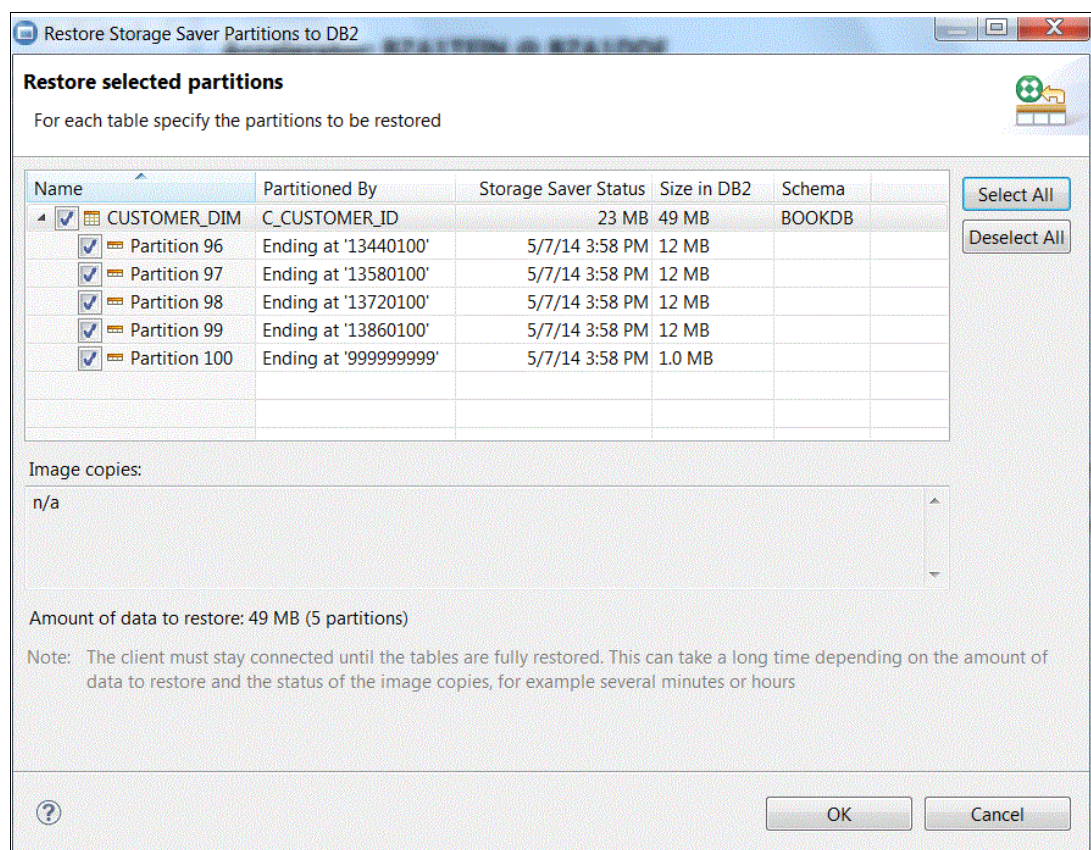 Restore Storage Saver Partitions to DB2
Restore selected partitions
For each table specify the partitions to be restored
Name Partitioned By Storage Saver Status Size in DB2 Schema
CUSTOMER_DIM C_CUSTOMER_ID 23 MB 49 MB BOOKDB
Partition 96 Ending at '13440100' 5/7/14 3:58 PM 12 MB
Partition 97 Ending at '13580100' 5/7/14 3:58 PM 12 MB
Partition 98 Ending at '13720100' 5/7/14 3:58 PM 12 MB
Partition 99 Ending at '13860100' 5/7/14 3:58 PM 12 MB
Partition 100 Ending at '999999999' 5/7/14 3:58 PM 1.0 MB
Select All
Deselect All
Image copies:
n/a
Amount of data to restore: 49 MB (5 partitions)
Note: The client must stay connected until the tables are fully restored. This can take a long time depending on the amount of
data to restore and the status of the image copies, for example several minutes or hours
OK Cancel